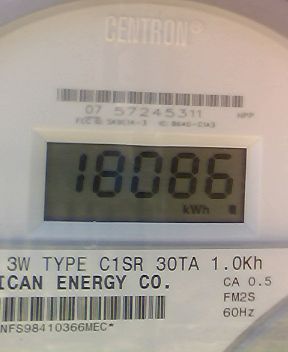 CENTRON®
07 57245311
18086
kWh
3W TYPE C1SR 30TA 1.0Kh
ICAN ENERGY CO.
CA 0.5
FM2S
60Hz
NFS98410366MEC*